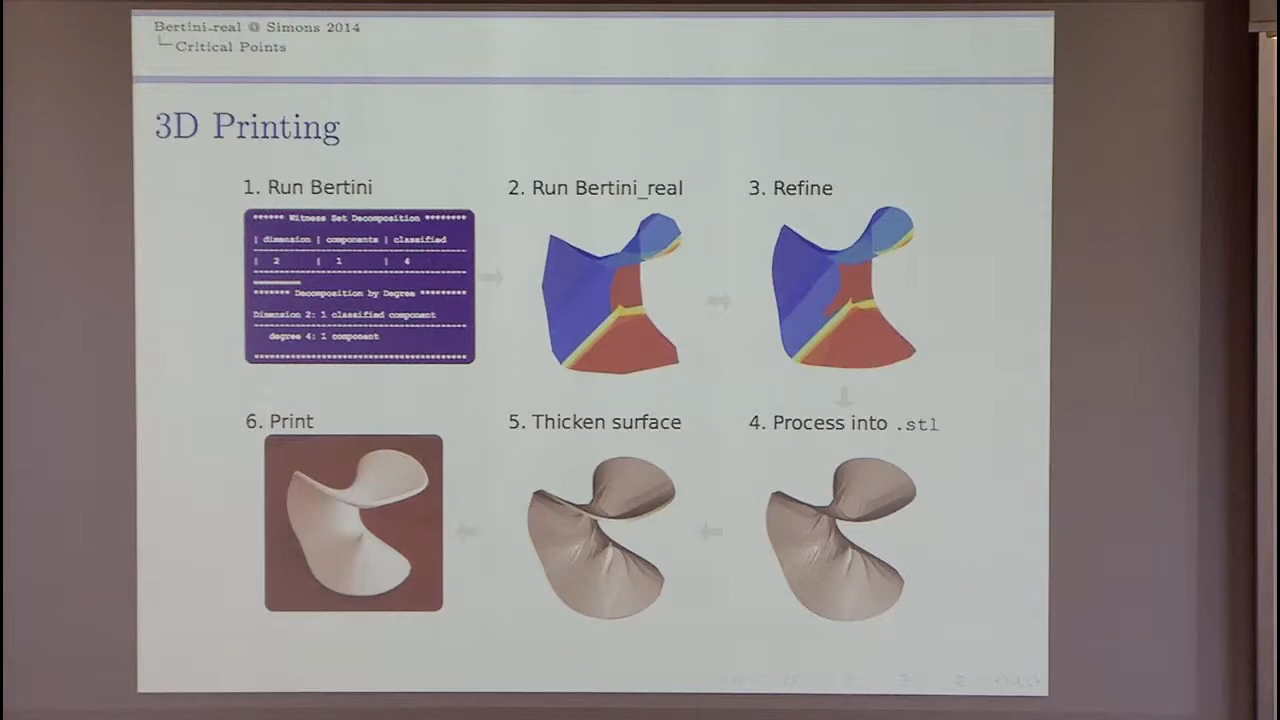 Bertini_real @ Simons 2014
Critical Points
3D Printing
1. Run Bertini
2. Run Bertini_real
3. Refine
****** Witness Set Decomposition ********
| dimension | components | classified
| 2 | 1 | 4
******* Decomposition by Degree *********
Dimension 2: 1 classified component
degree 4: 1 component
6. Print
5. Thicken surface
4. Process into .stl